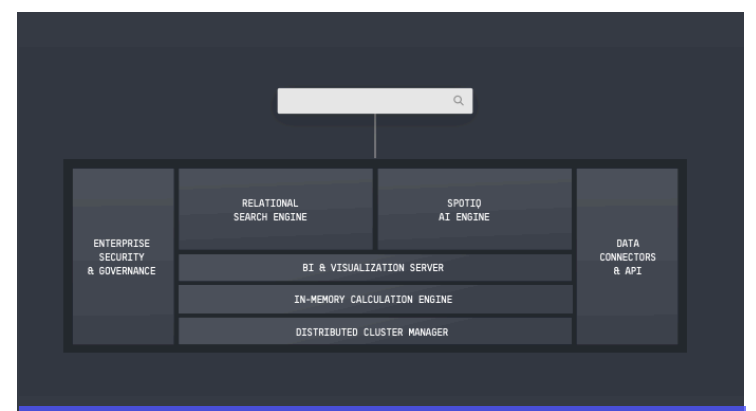 RELATIONAL
SEARCH ENGINE
SPOTIQ
AI ENGINE
ENTERPRISE
SECURITY
& GOVERNANCE
BI & VISUALIZATION SERVER
IN-MEMORY CALCULATION ENGINE
DISTRIBUTED CLUSTER MANAGER
DATA
CONNECTORS
& API